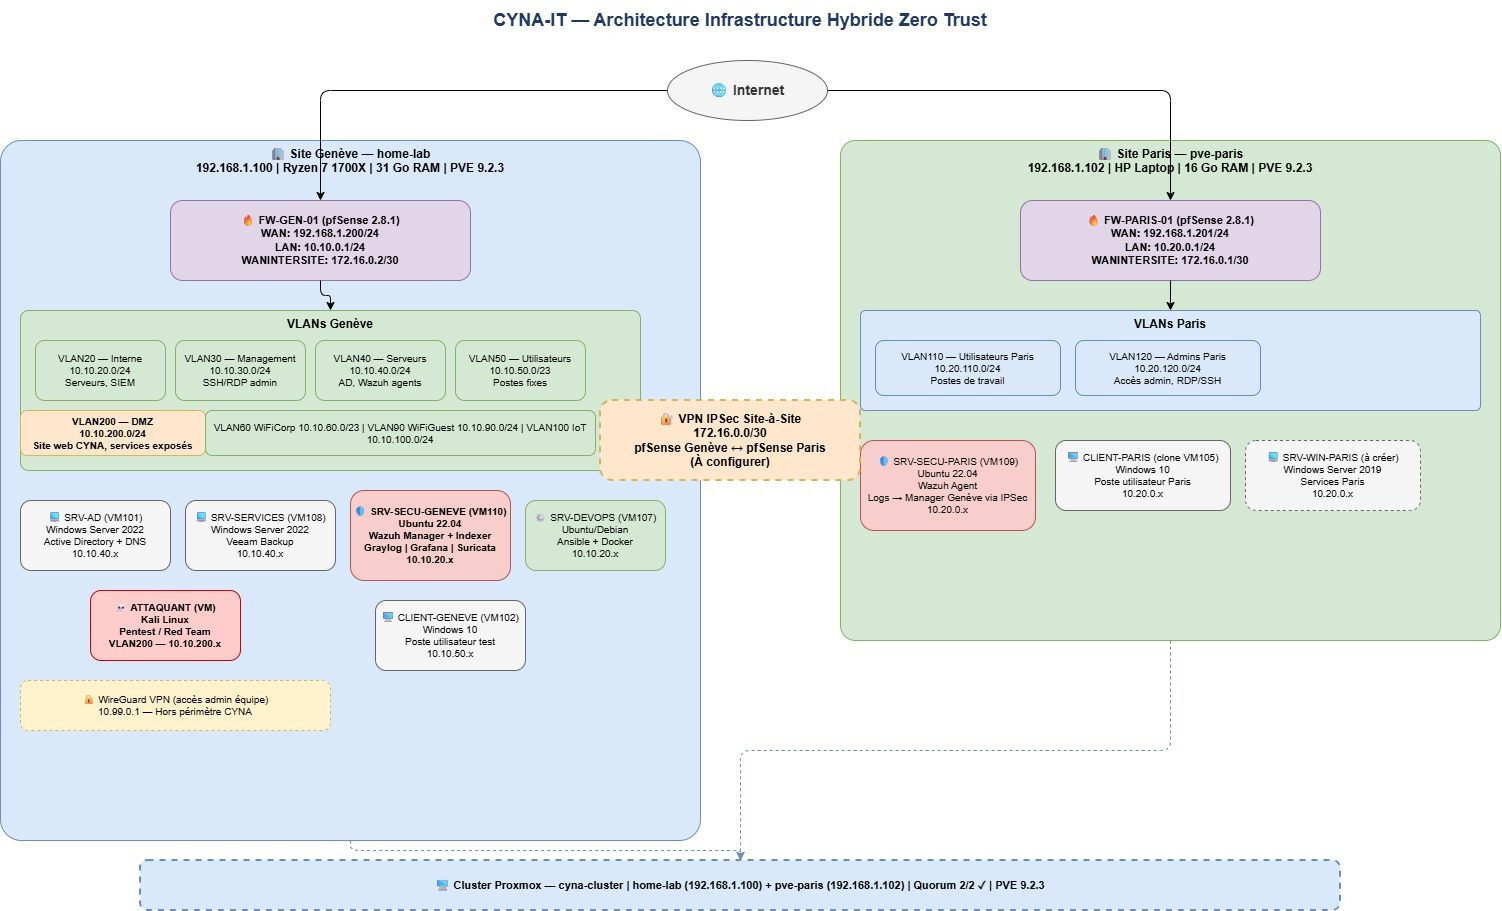 CYNA-IT — Architecture Infrastructure Hybride Zero Trust
Internet
Site Genève — home-lab
192.168.1.100 | Ryzen 7 1700X | 31 Go RAM | PVE 9.2.3
FW-GEN-01 (pfSense 2.8.1)
WAN: 192.168.1.200/24
LAN: 10.10.0.1/24
WANINTERSITE: 172.16.0.2/30
VLANs Genève
VLAN20 — Interne
10.10.20.0/24
Serveurs, SIEM
VLAN30 — Management
10.10.30.0/24
SSH/RDP admin
VLAN40 — Serveurs
10.10.40.0/24
AD, Wazuh agents
VLAN50 — Utilisateurs
10.10.50.0/23
Postes fixes
VLAN200 — DMZ
10.10.200.0/24
Site web CYNA, services exposés
VLAN60 WiFiCorp 10.10.60.0/23 | VLAN90 WiFiGuest 10.10.90.0/24 | VLAN100 IoT
10.10.100.0/24
SRV-AD (VM101)
Windows Server 2022
Active Directory + DNS
10.10.40.x
SRV-SERVICES (VM108)
Windows Server 2022
Veeam Backup
10.10.40.x
SRV-SECU-GENEVE (VM110)
Ubuntu 22.04
Wazuh Manager + Indexer
Graylog | Grafana | Suricata
10.10.20.x
SRV-DEVOPS (VM107)
Ubuntu/Debian
Ansible + Docker
10.10.20.x
ATTAQUANT (VM)
Kali Linux
Pentest / Red Team
VLAN200 — 10.10.200.x
CLIENT-GENEVE (VM102)
Windows 10
Poste utilisateur test
10.10.50.x
WireGuard VPN (accès admin équipe)
10.99.0.1 — Hors périmètre CYNA
VPN IPSec Site-à-Site
172.16.0.0/30
pfSense Genève ↔ pfSense Paris
(À configurer)
Site Paris — pve-paris
192.168.1.102 | HP Laptop | 16 Go RAM | PVE 9.2.3
FW-PARIS-01 (pfSense 2.8.1)
WAN: 192.168.1.201/24
LAN: 10.20.0.1/24
WANINTERSITE: 172.16.0.1/30
VLANs Paris
VLAN110 — Utilisateurs Paris
10.20.110.0/24
Postes de travail
VLAN120 — Admins Paris
10.20.120.0/24
Accès admin, RDP/SSH
SRV-SECU-PARIS (VM109)
Ubuntu 22.04
Wazuh Agent
Logs → Manager Genève via IPSec
10.20.0.x
CLIENT-PARIS (clone VM105)
Windows 10
Poste utilisateur Paris
10.20.0.x
SRV-WIN-PARIS (à créer)
Windows Server 2019
Services Paris
10.20.0.x
Cluster Proxmox — cyna-cluster | home-lab (192.168.1.100) + pve-paris (192.168.1.102) | Quorum 2/2 ✓ | PVE 9.2.3